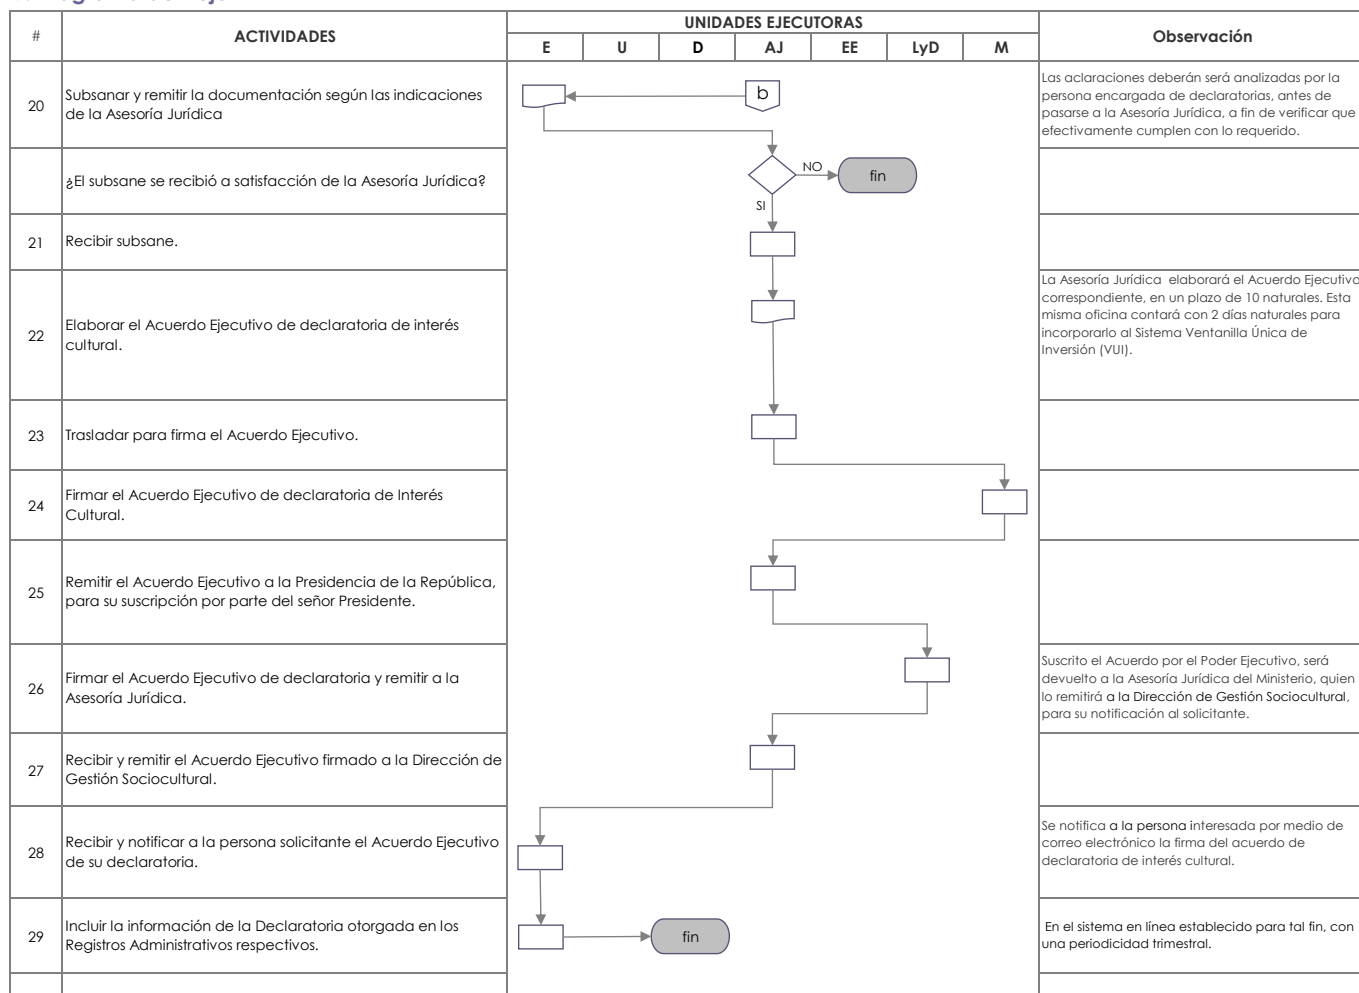 UNIDADES EJECUTORAS
# ACTIVIDADES Observación
E U D AJ EE LyD M
20
Subsanar y remitir la documentación según las indicaciones
de la Asesoría Jurídica
b
Las aclaraciones deberán será analizadas por la
persona encargada de declaratorias, antes de
pasarse a la Asesoría Jurídica, a fin de verificar que
efectivamente cumplen con lo requerido.
¿El subsane se recibió a satisfacción de la Asesoría Jurídica?
NO
fin
SI
21
Recibir subsane.
22
Elaborar el Acuerdo Ejecutivo de declaratoria de interés
cultural.
La Asesoría Jurídica elaborará el Acuerdo Ejecutivo
correspondiente, en un plazo de 10 naturales. Esta
misma oficina contará con 2 días naturales para
incorporarlo al Sistema Ventanilla Única de
Inversión (VUI).
23
Trasladar para firma el Acuerdo Ejecutivo.
24
Firmar el Acuerdo Ejecutivo de declaratoria de Interés
Cultural.
25
Remitir el Acuerdo Ejecutivo a la Presidencia de la República,
para su suscripción por parte del señor Presidente.
26
Firmar el Acuerdo Ejecutivo de declaratoria y remitir a la
Asesoría Jurídica.
Suscrito el Acuerdo por el Poder Ejecutivo, será
devuelto a la Asesoría Jurídica del Ministerio, quien
lo remitirá a la Dirección de Gestión Sociocultural,
para su notificación al solicitante.
27
Recibir y remitir el Acuerdo Ejecutivo firmado a la Dirección de
Gestión Sociocultural.
28
Recibir y notificar a la persona solicitante el Acuerdo Ejecutivo
de su declaratoria.
Se notifica a la persona interesada por medio de
correo electrónico la firma del acuerdo de
declaratoria de interés cultural.
29
Incluir la información de la Declaratoria otorgada en los
Registros Administrativos respectivos.
fin
En el sistema en línea establecido para tal fin, con
una periodicidad trimestral.